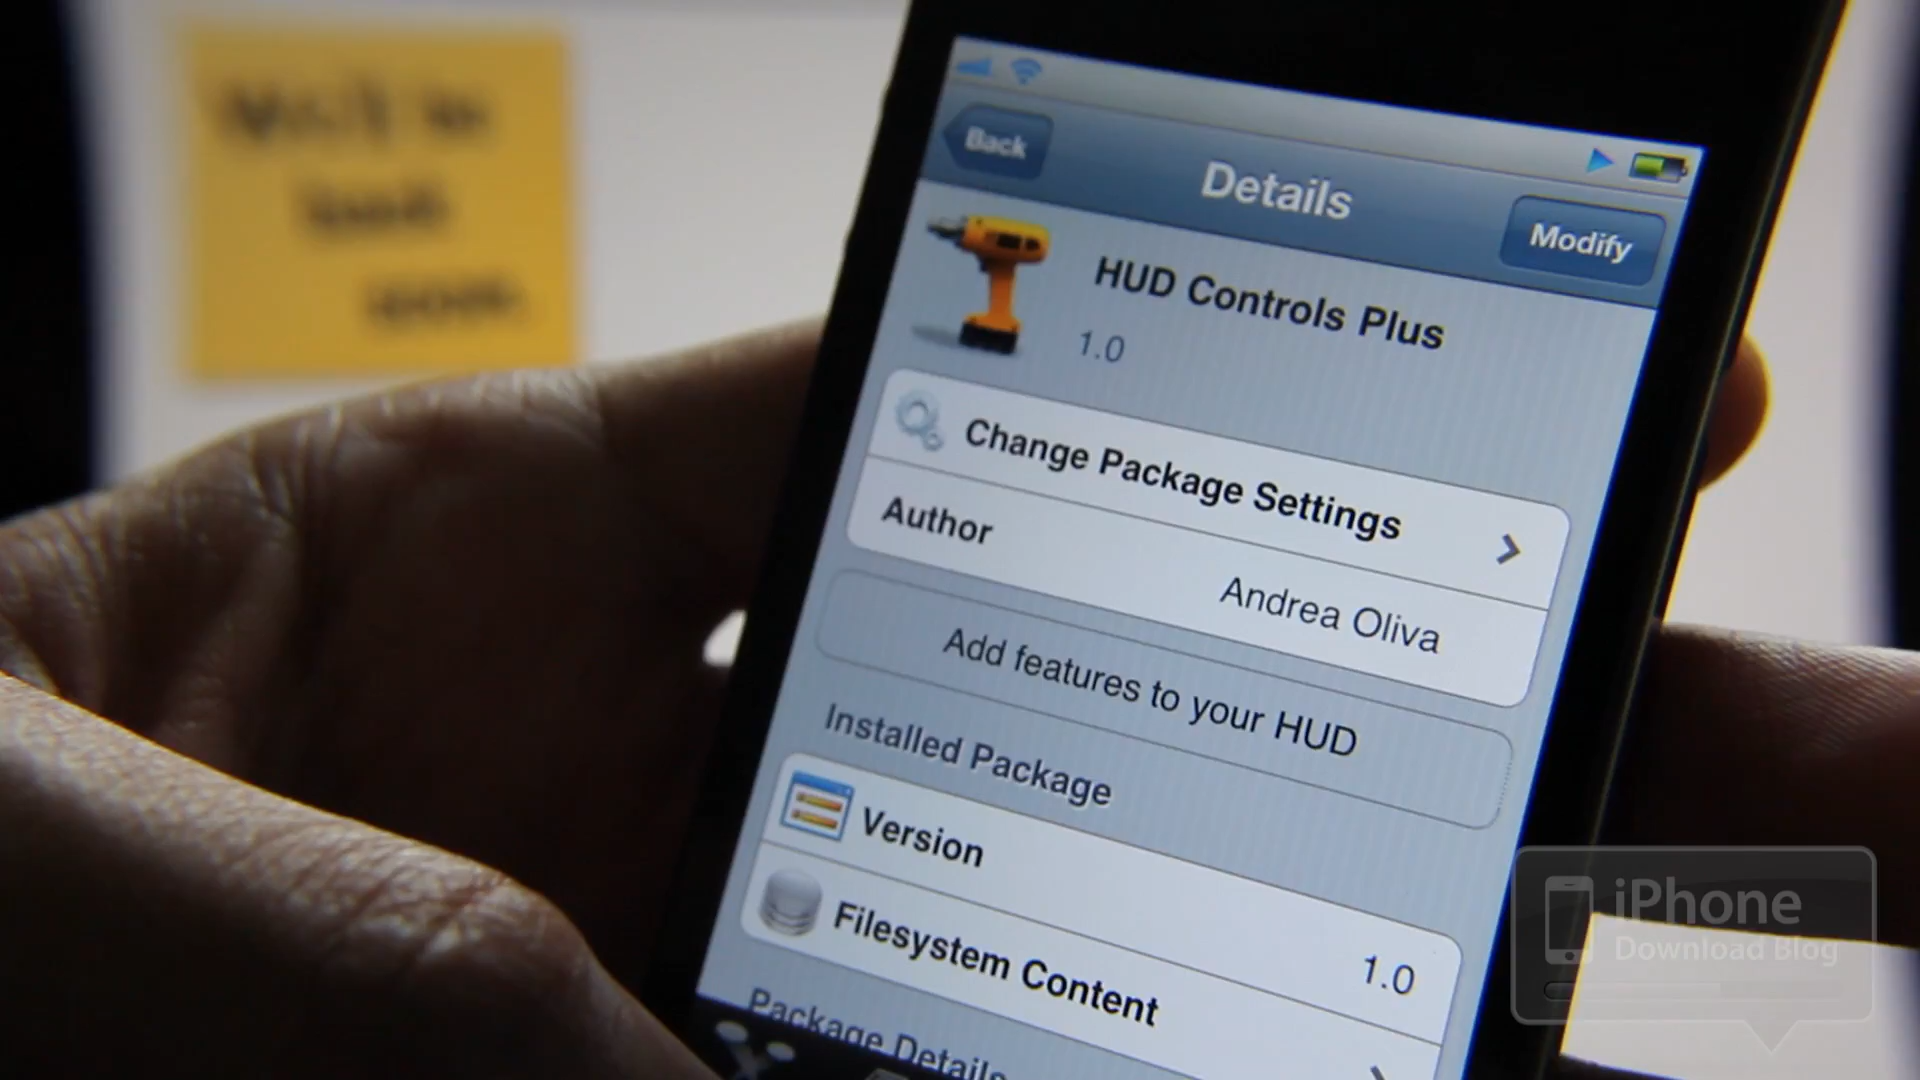 Back
Details
Modify
HUD Controls Plus
1.0
Change Package Settings
Author
Andrea Oliva
Add features to your HUD
Installed Package
Version
1.0
Filesystem Content
Package Details
iPhone
Download Blog